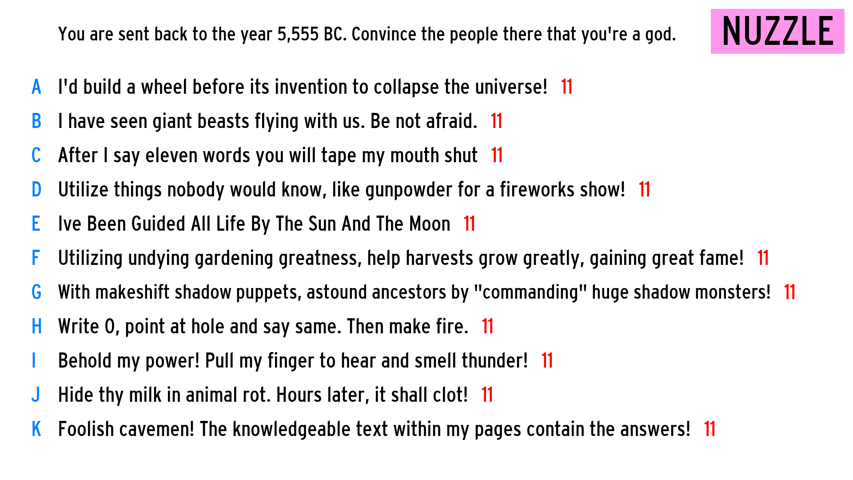 You are sent back to the year 5,555 BC. Convince the people there that you're a god.
NUZZLE
A I'd build a wheel before its invention to collapse the universe! 11
B I have seen giant beasts flying with us. Be not afraid. 11
C After I say eleven words you will tape my mouth shut 11
D Utilize things nobody would know, like gunpowder for a fireworks show! 11
E Ive Been Guided All Life By The Sun And The Moon 11
F Utilizing undying gardening greatness, help harvests grow greatly, gaining great fame! 11
G With makeshift shadow puppets, astound ancestors by "commanding" huge shadow monsters! 11
H Write O, point at hole and say same. Then make fire. 11
I Behold my power! Pull my finger to hear and smell thunder! 11
J Hide thy milk in animal rot. Hours later, it shall clot! 11
K Foolish cavemen! The knowledgeable text within my pages contain the answers! 11